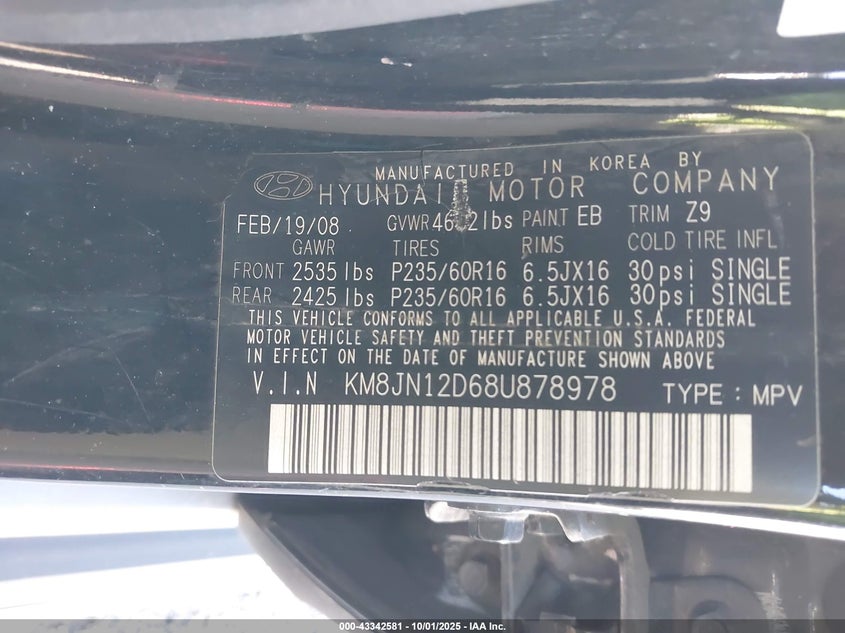 MANUFACTURED IN KOREA BY
HYUNDAI MOTOR COMPANY
FEB/19/08 GVWR lbs PAINT EB TRIM Z9
GAWR TIRES RIMS COLD TIRE INFL
FRONT 2535 lbs P235/60R16 6.5JX16 30psi SINGLE
REAR 2425 lbs P235/60R16 6.5JX16 30psi SINGLE
THIS VEHICLE CONFORMS TO ALL APPLICABLE U.S.A. FEDERAL
MOTOR VEHICLE SAFETY AND THEFT PREVENTION STANDARDS
IN EFFECT ON THE DATE OF MANUFACTURE SHOWN ABOVE
V.I.N KM8JN12D68U878978 TYPE : MPV
000-43342581 - 10/01/2025 - IAA Inc.